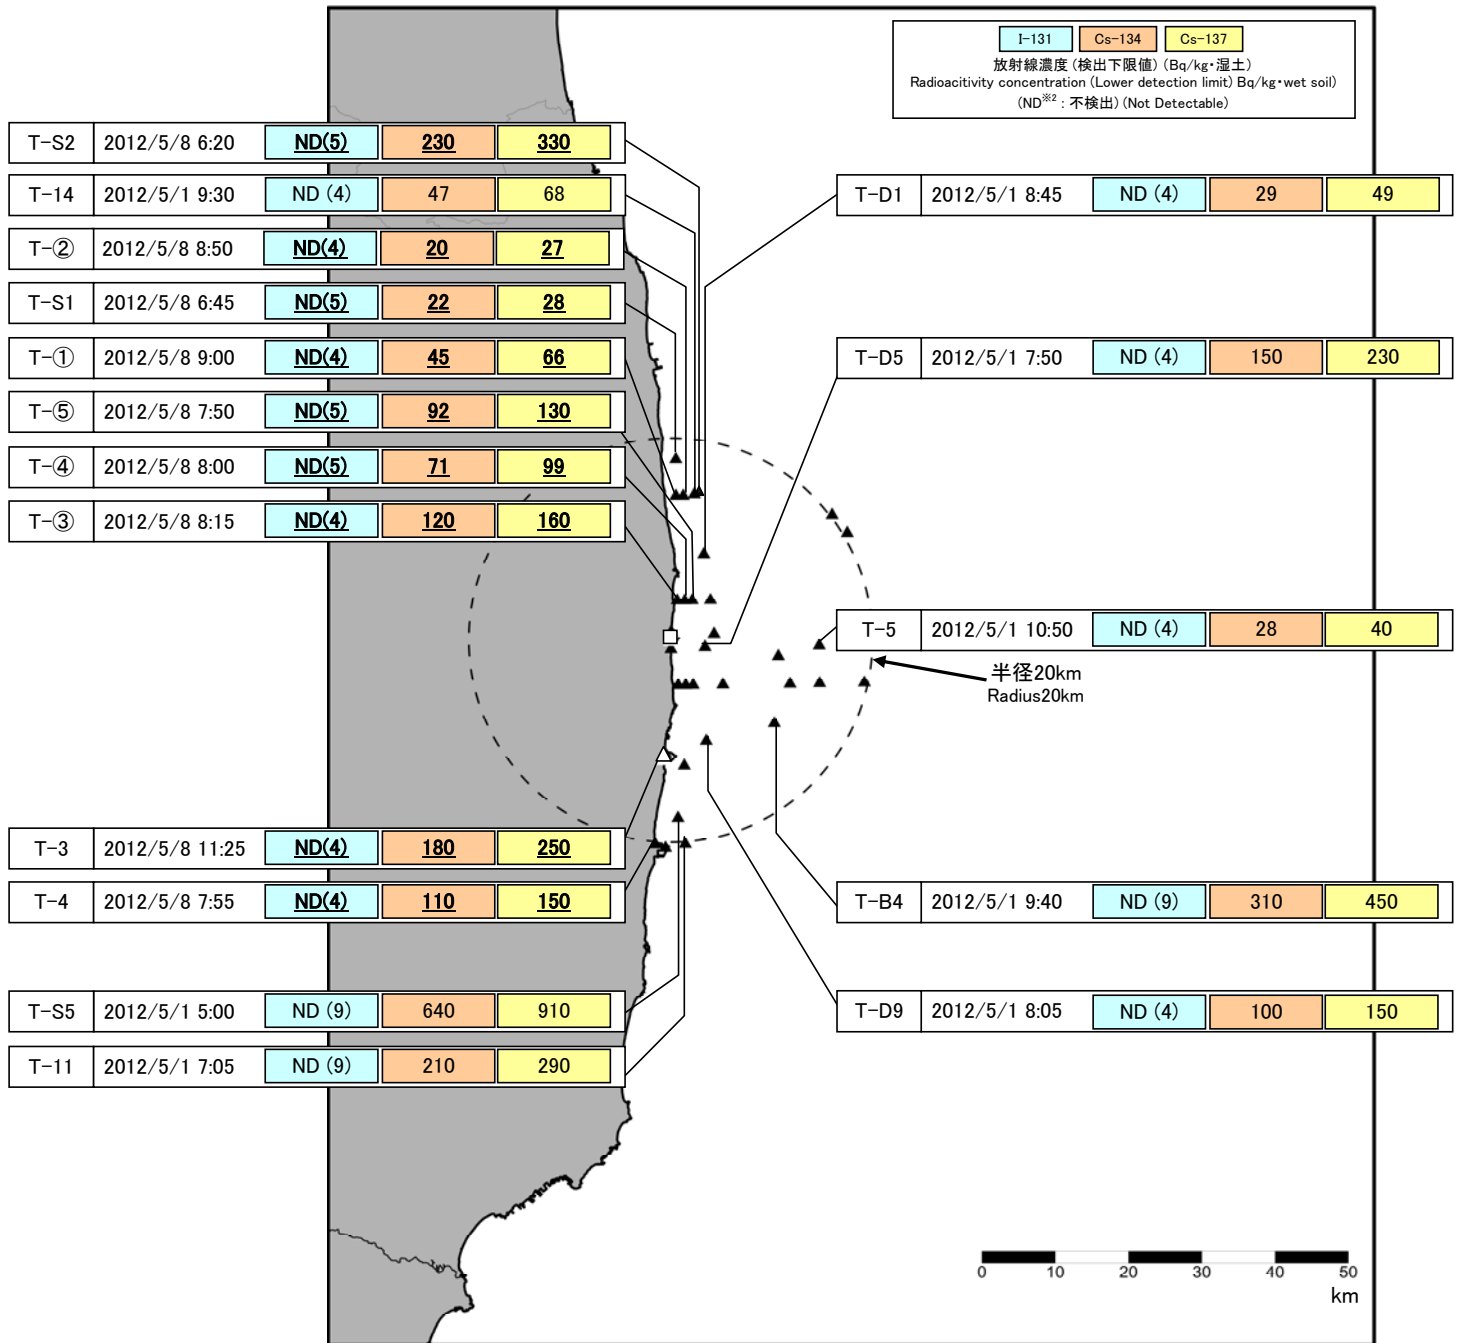 I-131 Cs-134 Cs-137
放射線濃度(検出下限値)(Bq/kg・湿土)
Radioacitivity concentration(Lower detection limit) Bq/kg・wet soil)
(ND※2:不検出)(Not Detectable)
T-S2 2012/5/8 6:20 ND(5) 230 330
T-14 2012/5/1 9:30 ND (4) 47 68
T-② 2012/5/8 8:50 ND(4) 20 27
T-S1 2012/5/8 6:45 ND(5) 22 28
T-① 2012/5/8 9:00 ND(4) 45 66
T-⑤ 2012/5/8 7:50 ND(5) 92 130
T-④ 2012/5/8 8:00 ND(5) 71 99
T-③ 2012/5/8 8:15 ND(4) 120 160
T-3 2012/5/8 11:25 ND(4) 180 250
T-4 2012/5/8 7:55 ND(4) 110 150
T-S5 2012/5/1 5:00 ND (9) 640 910
T-11 2012/5/1 7:05 ND (9) 210 290
T-D1 2012/5/1 8:45 ND (4) 29 49
T-D5 2012/5/1 7:50 ND (4) 150 230
T-5 2012/5/1 10:50 ND (4) 28 40
半径20km
Radius20km
T-B4 2012/5/1 9:40 ND (9) 310 450
T-D9 2012/5/1 8:05 ND (4) 100 150
0 10 20 30 40 50
km